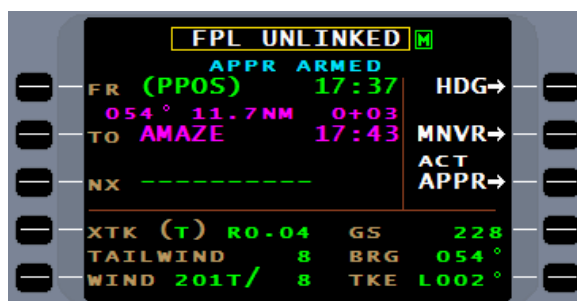 FPL UNLINKED M
APPR ARMED
FR (PPOS) 17:37 HDG→
054° 11.7NM 0+03
TO AMAZE 17:43 MNVR→
ACT
NX ---------- APPR→
XTK (T) R0.04 GS 228
TAILWIND 8 BRG 054°
WIND 201T/ 8 TKE L002°